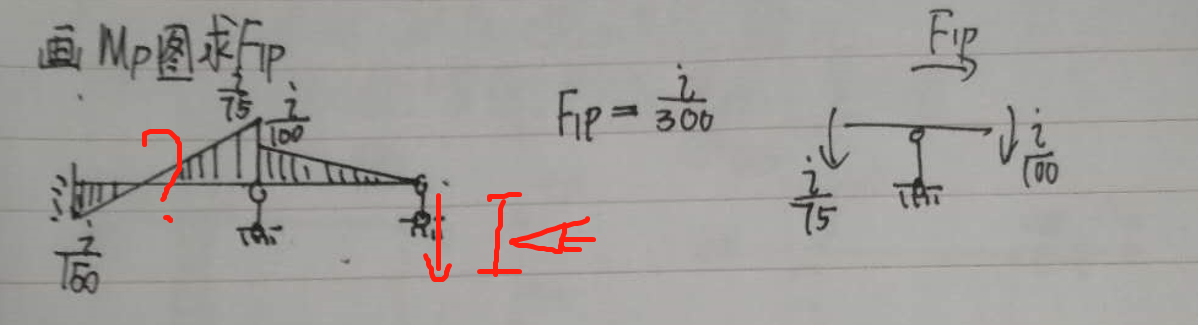 画 Mp图求F1p
i/75
i/100
?
i/150
F1p = i/300
F1p
i/75
i/100